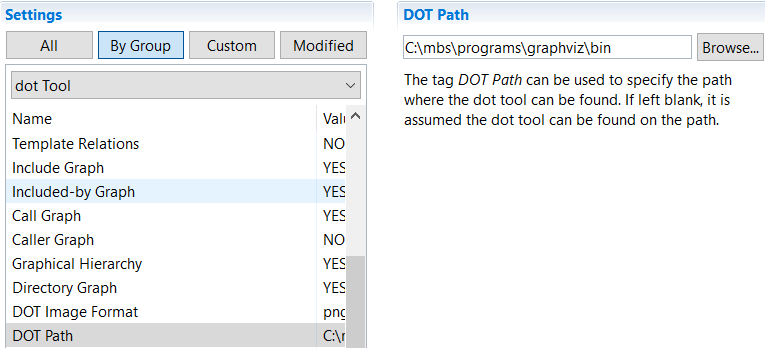 Settings
All By Group Custom Modified
dot Tool
Name Valu
Template Relations NO
Include Graph YES
Included-by Graph YES
Call Graph YES
Caller Graph NO
Graphical Hierarchy YES
Directory Graph YES
DOT Image Format png
DOT Path C:\
DOT Path
C:\mbs\programs\graphviz\bin Browse...
The tag DOT Path can be used to specify the path
where the dot tool can be found. If left blank, it is
assumed the dot tool can be found on the path.